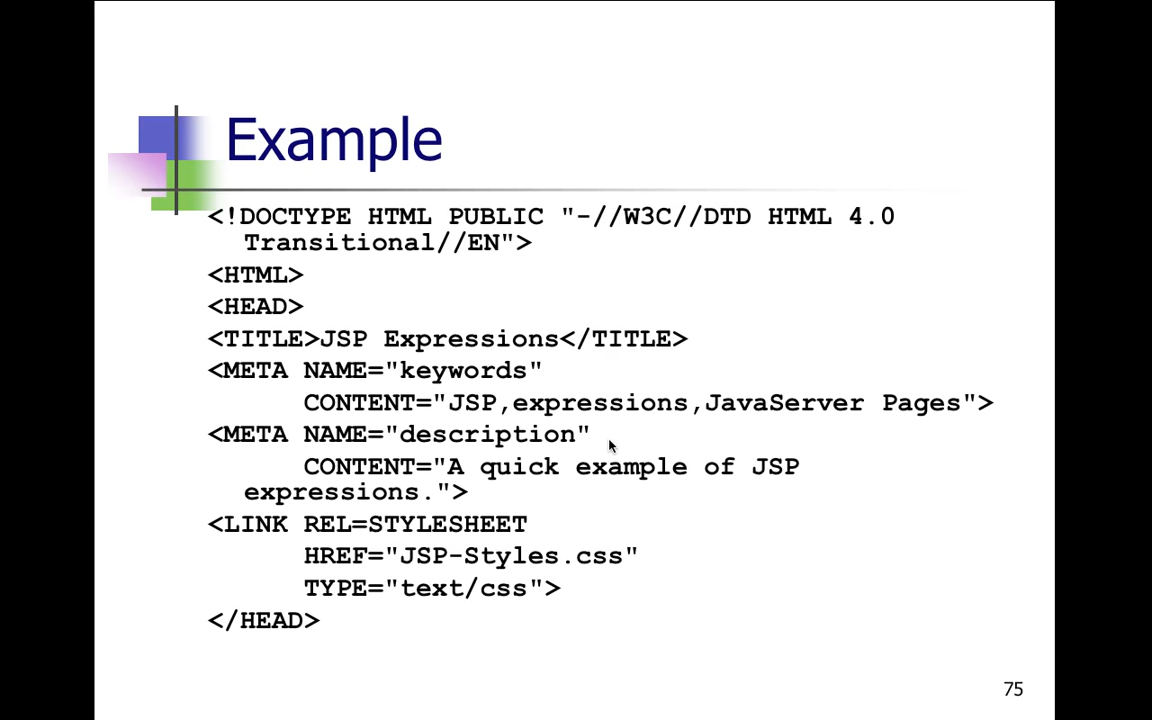 Example
<!DOCTYPE HTML PUBLIC "-//W3C//DTD HTML 4.0
Transitional//EN">
<HTML>
<HEAD>
<TITLE>JSP Expressions</TITLE>
<META NAME="keywords"
CONTENT="JSP,expressions,JavaServer Pages">
<META NAME="description"
CONTENT="A quick example of JSP
expressions.">
<LINK REL=STYLESHEET
HREF="JSP-Styles.css"
TYPE="text/css">
</HEAD>
75